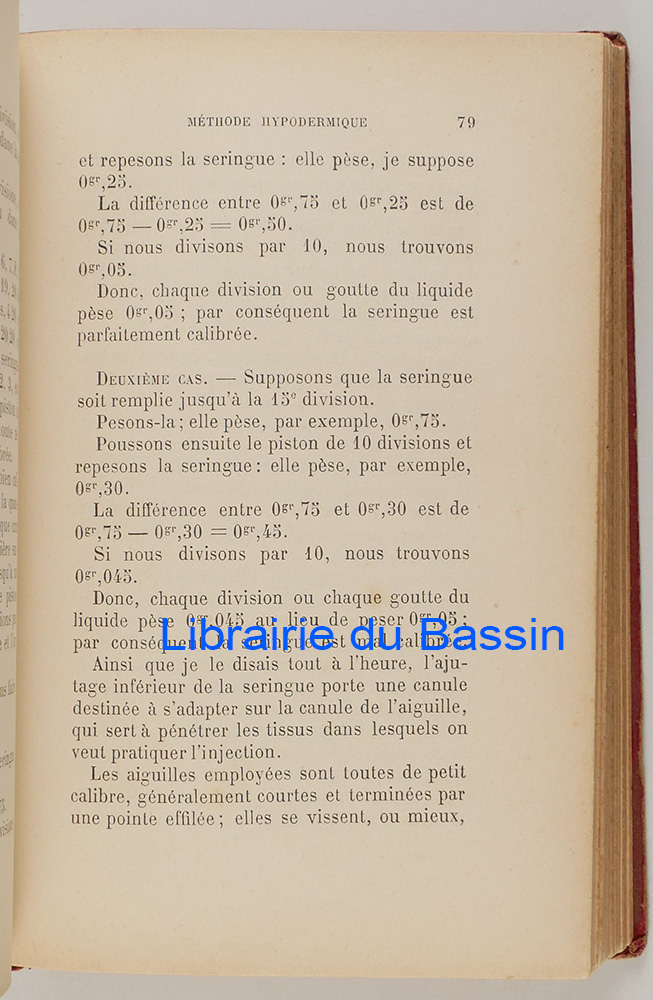 MÉTHODE HYPODERMIQUE 79
et repesons la seringue : elle pèse, je suppose
0gr,25.
La différence entre 0gr,75 et 0gr,25 est de
0gr,75 — 0gr,25 = 0gr,50.
Si nous divisons par 10, nous trouvons
0gr,05.
Donc, chaque division ou goutte du liquide
pèse 0gr,05 ; par conséquent la seringue est
parfaitement calibrée.
DEUXIÈME CAS. — Supposons que la seringue
soit remplie jusqu'à la 15e division.
Pesons-la ; elle pèse, par exemple, 0gr,75.
Poussons ensuite le piston de 10 divisions et
repesons la seringue : elle pèse, par exemple,
0gr,30.
La différence entre 0gr,75 et 0gr,30 est de
0gr,75 — 0gr,30 = 0gr,45.
Si nous divisons par 10, nous trouvons
0gr,045.
Donc, chaque division ou chaque goutte du
liquide pèse 0gr,045 au lieu de peser 0gr,05 ;
par conséquent la seringue est mal calibrée.
Librairie du Bassin
Ainsi que je le disais tout à l'heure, l'aju-
tage inférieur de la seringue porte une canule
destinée à s'adapter sur la canule de l'aiguille,
qui sert à pénétrer les tissus dans lesquels on
veut pratiquer l'injection.
Les aiguilles employées sont toutes de petit
calibre, généralement courtes et terminées par
une pointe effilée ; elles se vissent, ou mieux,